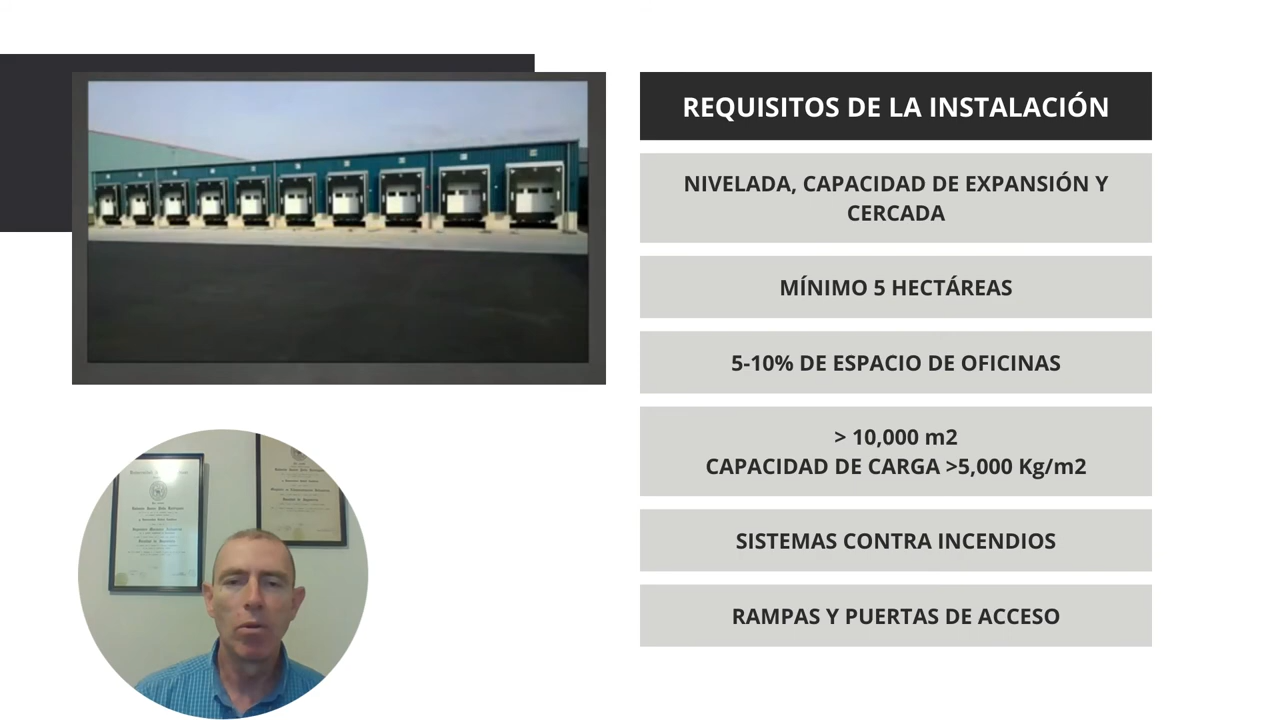 REQUISITOS DE LA INSTALACIÓN
NIVELADA, CAPACIDAD DE EXPANSIÓN Y
CERCADA
MÍNIMO 5 HECTÁREAS
5-10% DE ESPACIO DE OFICINAS
> 10,000 m2
CAPACIDAD DE CARGA >5,000 Kg/m2
SISTEMAS CONTRA INCENDIOS
RAMPAS Y PUERTAS DE ACCESO